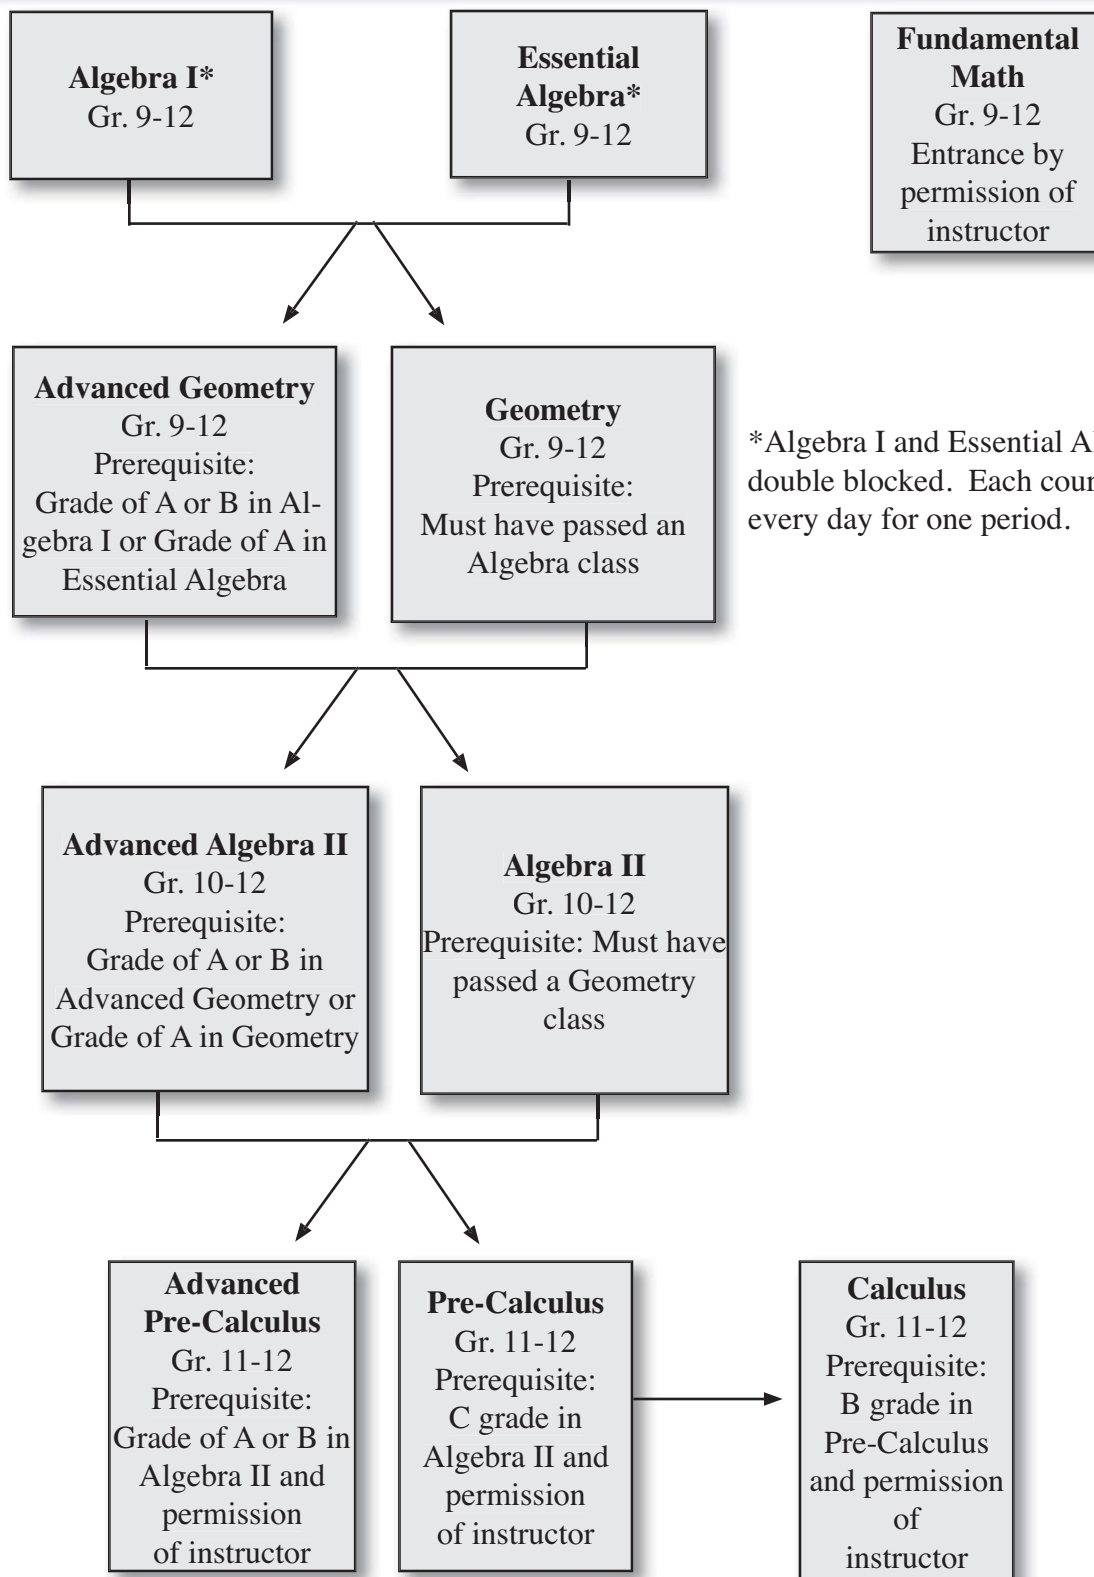 Algebra I*
Gr. 9-12
Essential
Algebra*
Gr. 9-12
Fundamental
Math
Gr. 9-12
Entrance by
permission of
instructor
Advanced Geometry
Gr. 9-12
Prerequisite:
Grade of A or B in Al-
gebra I or Grade of A in
Essential Algebra
Geometry
Gr. 9-12
Prerequisite:
Must have passed an
Algebra class
*Algebra I and Essential
double blocked. Each
every day for one period.
Advanced Algebra II
Gr. 10-12
Prerequisite:
Grade of A or B in
Advanced Geometry or
Grade of A in Geometry
Algebra II
Gr. 10-12
Prerequisite: Must have
passed a Geometry
class
Advanced
Pre-Calculus
Gr. 11-12
Prerequisite:
Grade of A or B in
Algebra II and
permission
of instructor
Pre-Calculus
Gr. 11-12
Prerequisite:
C grade in
Algebra II and
permission
of instructor
Calculus
Gr. 11-12
Prerequisite:
B grade in
Pre-Calculus
and permission
of
instructor